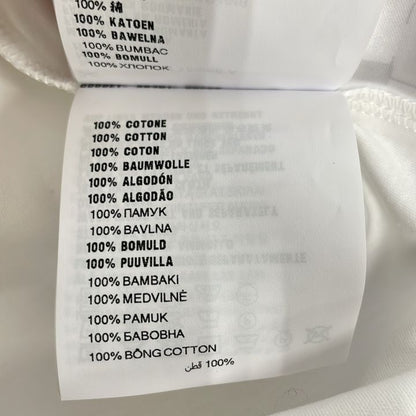 100% 綿
100% KATOEN
100% BAWEŁNA
100% BUMBAC
100% BOMULL
100% ХЛОПОК
100% COTONE
100% COTTON
100% COTON
100% BAUMWOLLE
100% ALGODÓN
100% ALGODÃO
100% ПАМУК
100% BAVLNA
100% BOMULD
100% PUUVILLA
100% BAMBAKI
100% MEDVILNĖ
100% PAMUK
100% БАВОВНА
100% BÔNG COTTON
100% قطن